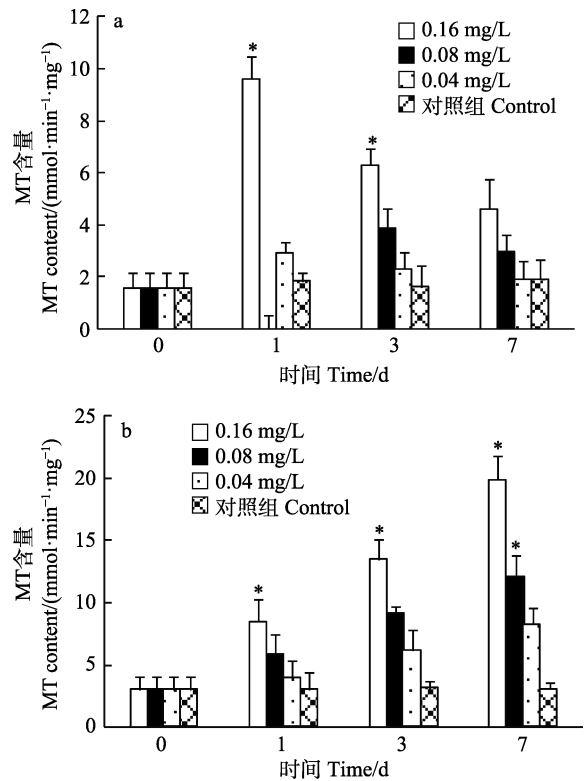 a
0.16 mg/L
0.08 mg/L
0.04 mg/L
对照组 Control
MT含量
MT content/(mmol·min⁻¹·mg⁻¹)
12
10
8
6
4
2
0
*
*
0 1 3 7
时间 Time/d
b
0.16 mg/L
0.08 mg/L
0.04 mg/L
对照组 Control
MT含量
MT content/(mmol·min⁻¹·mg⁻¹)
25
20
15
10
5
0
*
*
*
*
0 1 3 7
时间 Time/d